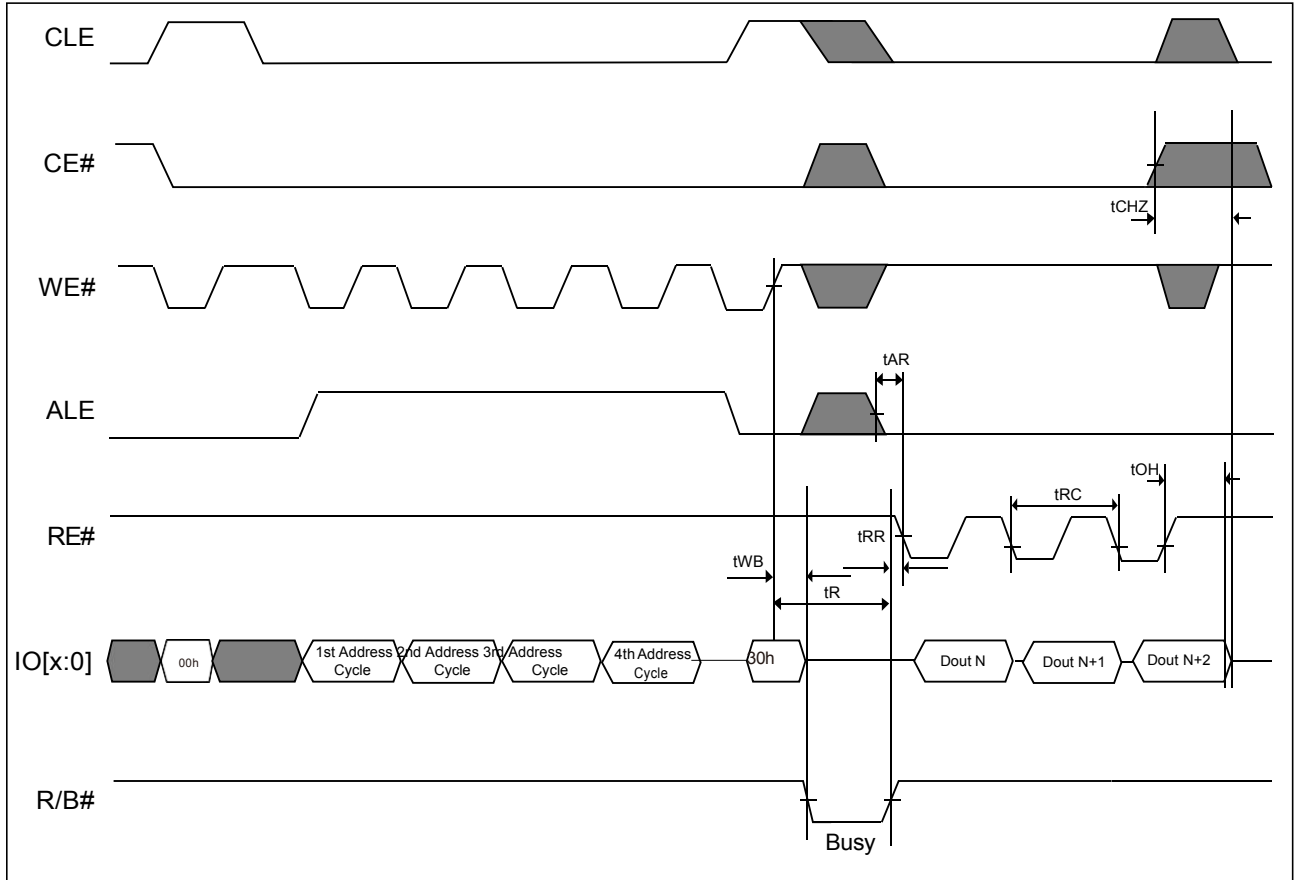 CLE
CE#
tCHZ
WE#
tAR
ALE
tOH
tRC
RE#
tRR
tWB
tR
IO[x:0]
00h
1st Address
Cycle
2nd Address
Cycle
3rd Address
Cycle
4th Address
Cycle
30h
Dout N
Dout N+1
Dout N+2
R/B#
Busy